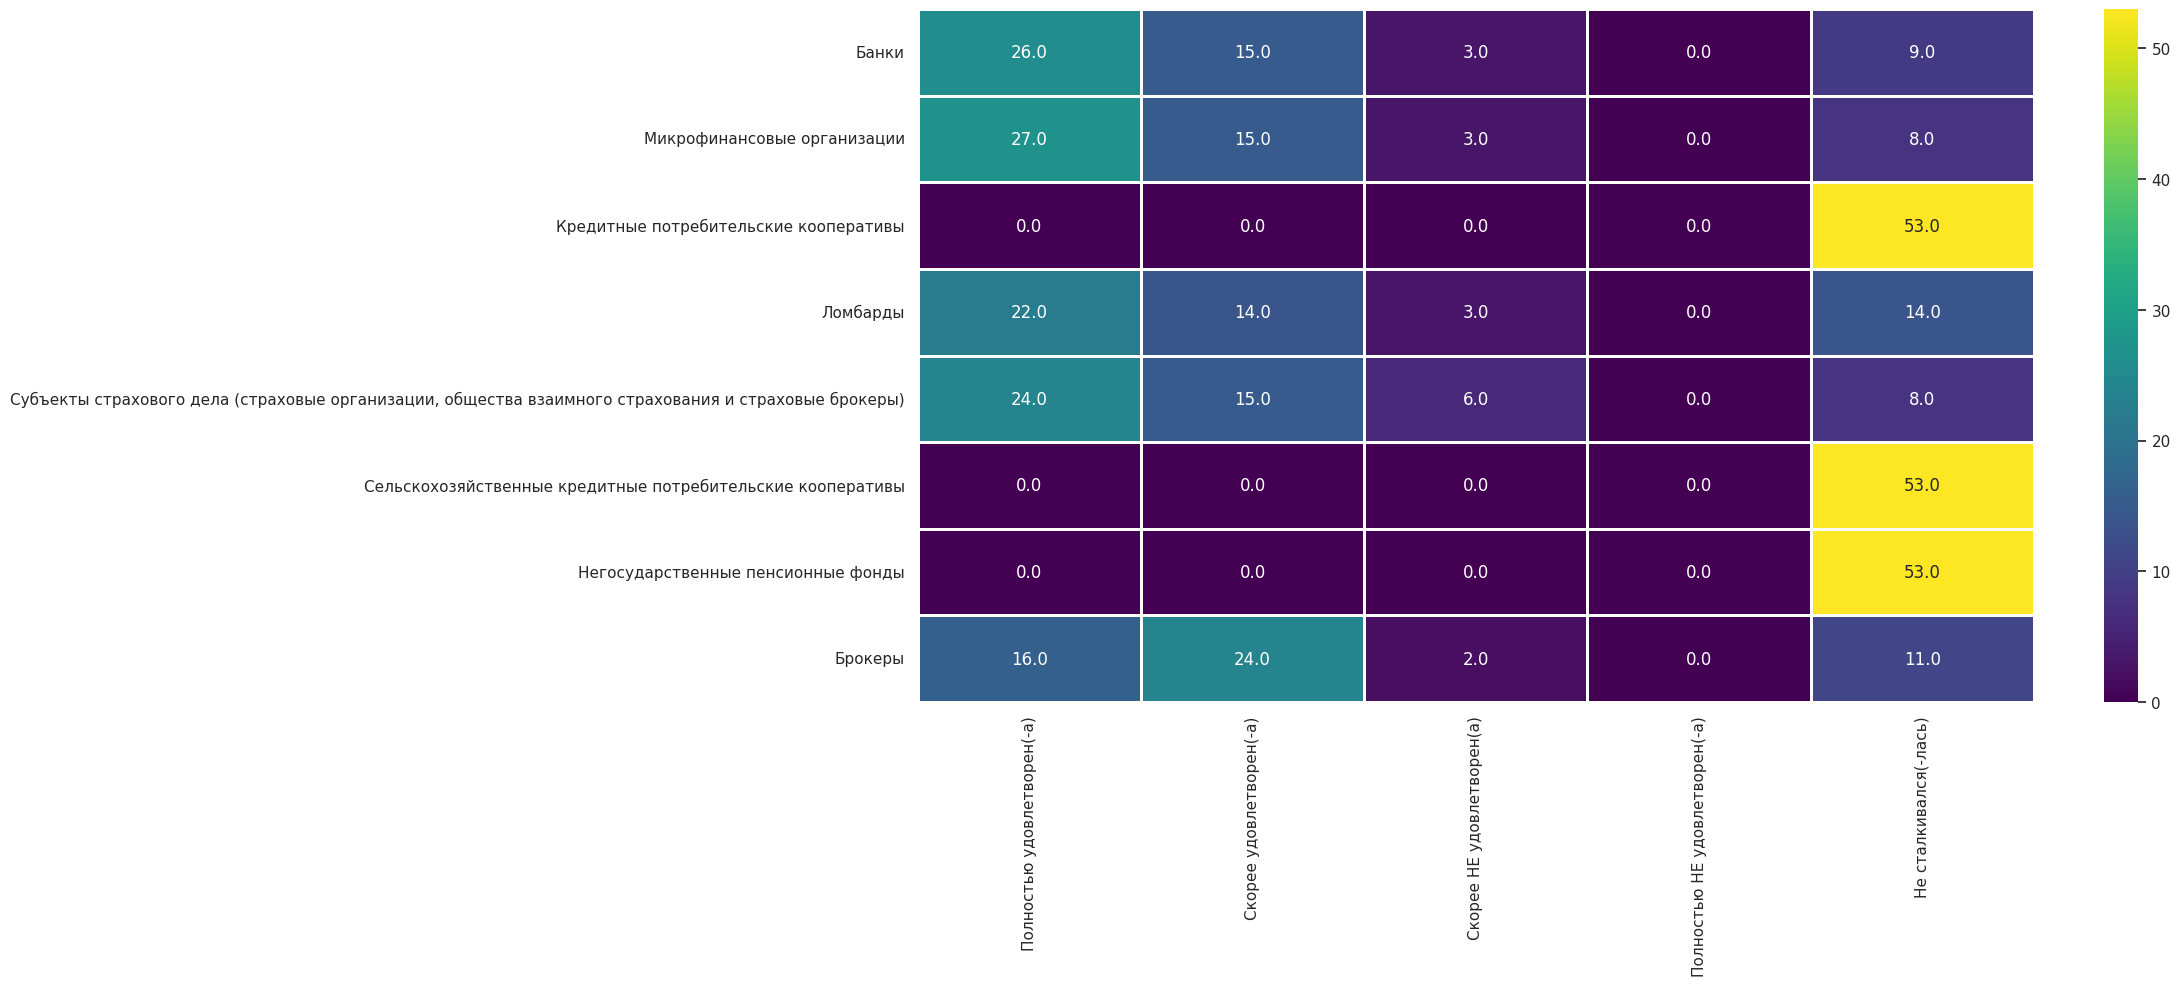 Банки 26.0 15.0 3.0 0.0 9.0
50
Микрофинансовые организации 27.0 15.0 3.0 0.0 8.0
40
Кредитные потребительские кооперативы 0.0 0.0 0.0 0.0 53.0
Ломбарды 22.0 14.0 3.0 0.0 14.0
30
Субъекты страхового дела (страховые организации, общества взаимного страхования и страховые брокеры) 24.0 15.0 6.0 0.0 8.0
20
Сельскохозяйственные кредитные потребительские кооперативы 0.0 0.0 0.0 0.0 53.0
Негосударственные пенсионные фонды 0.0 0.0 0.0 0.0 53.0
10
Брокеры 16.0 24.0 2.0 0.0 11.0
0
Полностью удовлетворен(-а)
Скорее удовлетворен(-а)
Скорее НЕ удовлетворен(а)
Полностью НЕ удовлетворен(-а)
Не сталкивался(-лась)